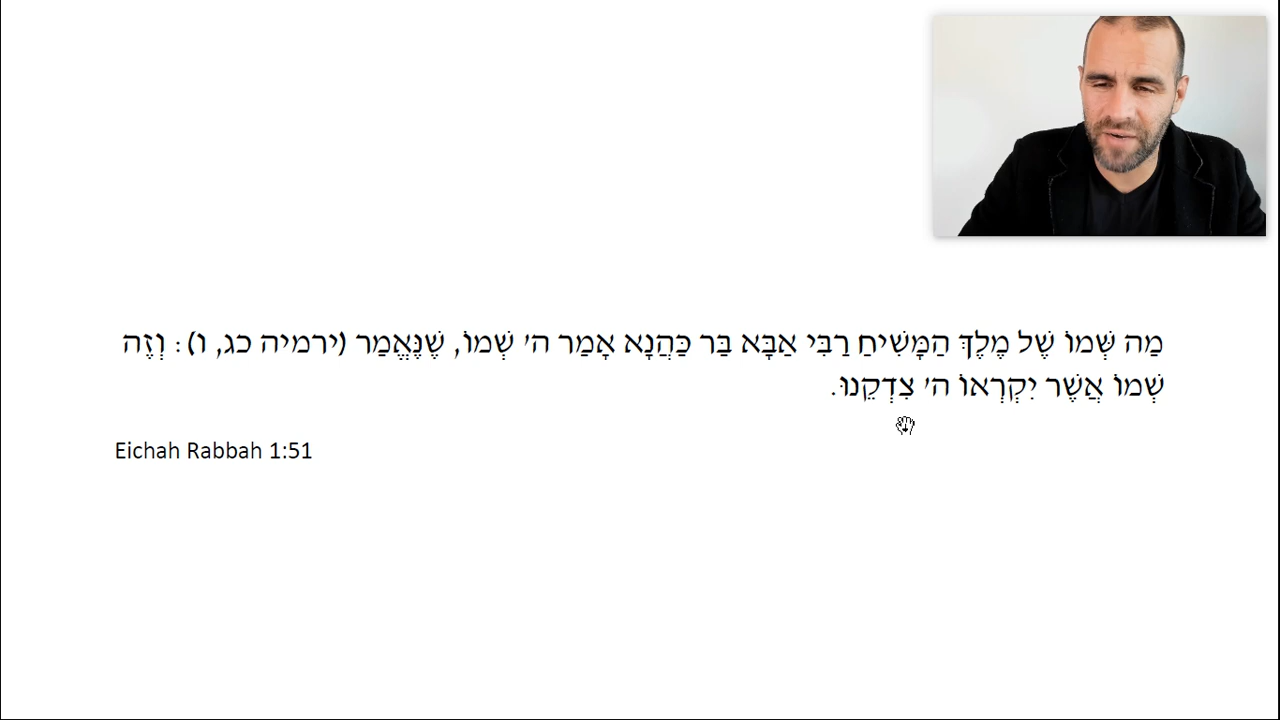 מַה שְּׁמוֹ שֶׁל מֶלֶךְ הַמָּשִׁיחַ רַבִּי אַבָּא בַּר כַּהֲנָא אָמַר ה' שְׁמוֹ, שֶׁנֶּאֱמַר (ירמיה כג, ו): וְזֶה
שְׁמוֹ אֲשֶׁר יִקְרְאוֹ ה' צִדְקֵנוּ.
Eichah Rabbah 1:51